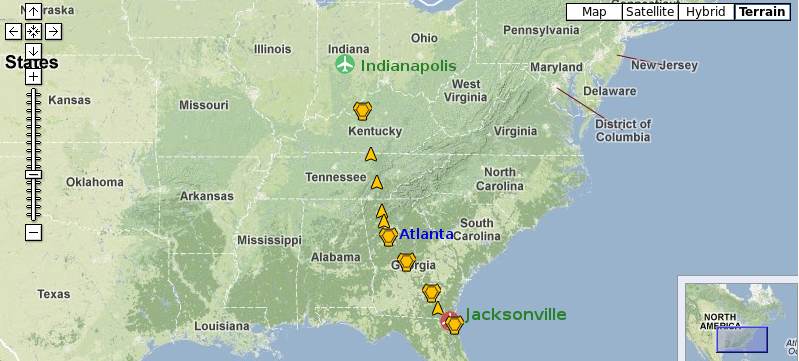 Nebraska
Connecticut
Map Satellite Hybrid Terrain
Pennsylvania
Ohio
Illinois
Indiana
States
Indianapolis
Maryland
New Jersey
West
Virginia
Delaware
Kansas
Missouri
Kentucky
Virginia
District of
Columbia
Oklahoma
Tennessee
North
Carolina
Arkansas
South
Carolina
Atlanta
Mississippi
Alabama
Georgia
Texas
Louisiana
Jacksonville
NORTH
AMERICA